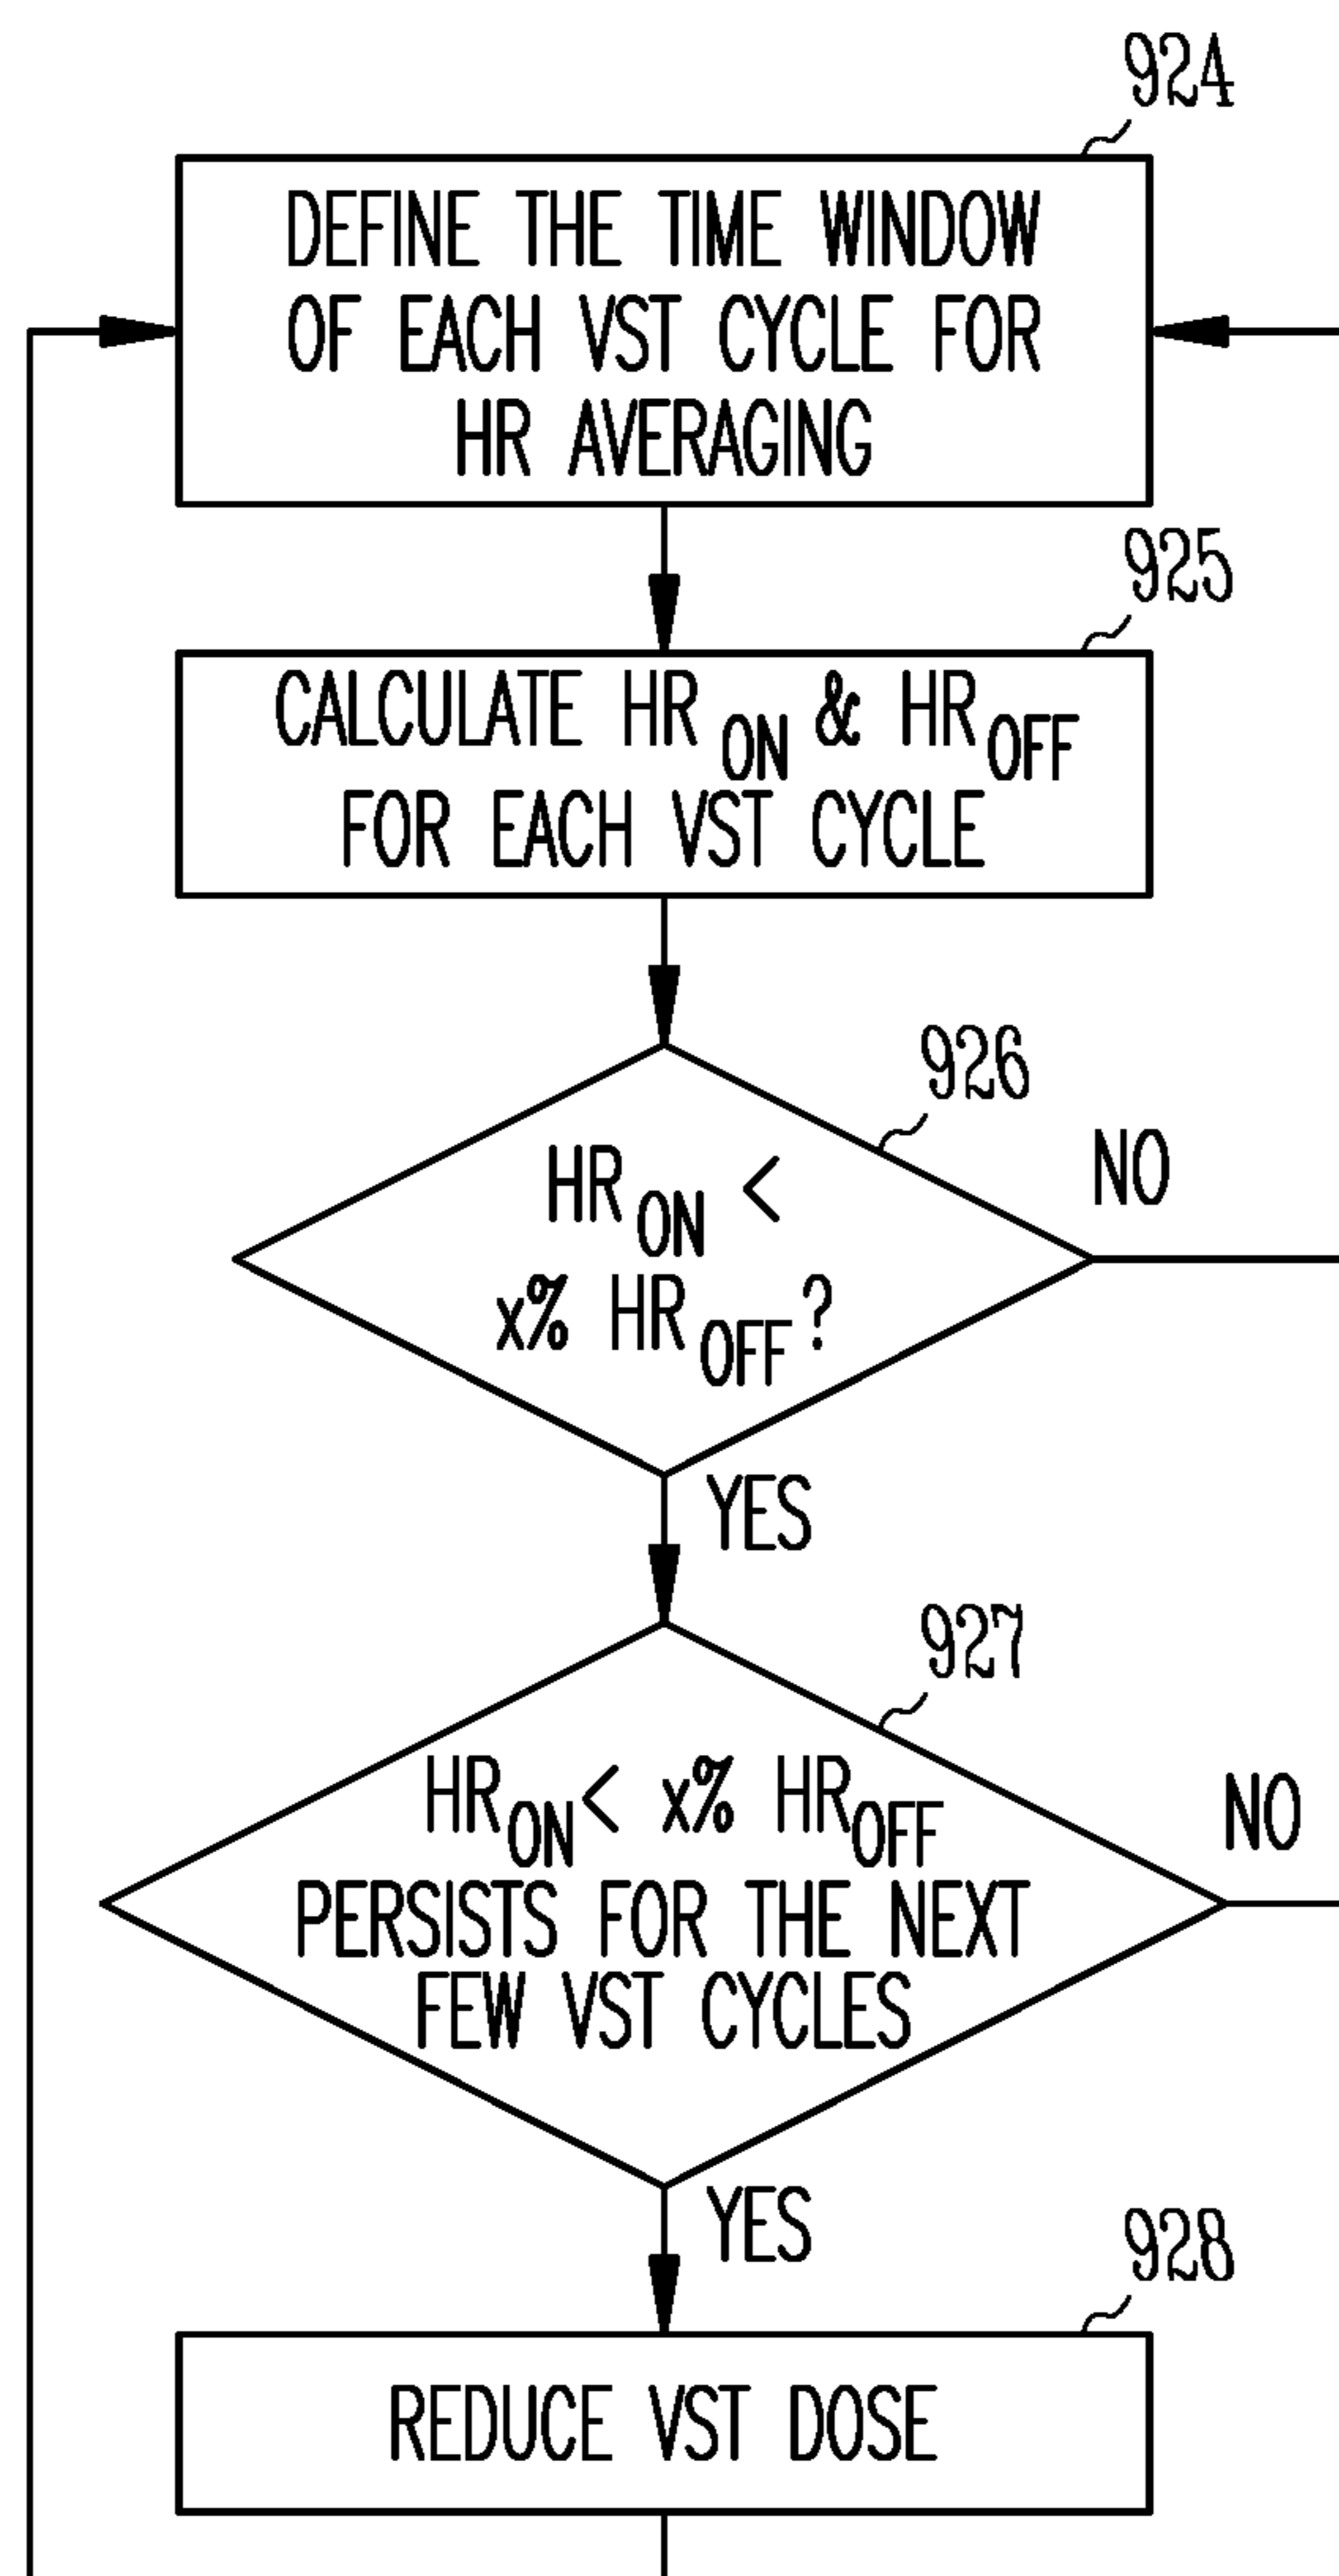 924
DEFINE THE TIME WINDOW
OF EACH VST CYCLE FOR
HR AVERAGING
925
CALCULATE HR ON & HR OFF
FOR EACH VST CYCLE
926
HR ON <
x% HR OFF ?
NO
YES
927
HR ON < x% HR OFF
PERSISTS FOR THE NEXT
FEW VST CYCLES
NO
YES
928
REDUCE VST DOSE